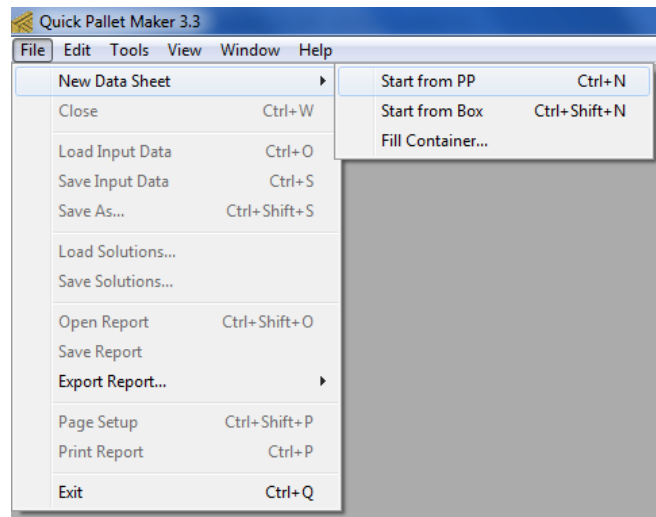 Quick Pallet Maker 3.3
File Edit Tools View Window Help
New Data Sheet
Start from PP Ctrl+N
Close Ctrl+W
Start from Box Ctrl+Shift+N
Fill Container...
Load Input Data Ctrl+O
Save Input Data Ctrl+S
Save As... Ctrl+Shift+S
Load Solutions...
Save Solutions...
Open Report Ctrl+Shift+O
Save Report
Export Report...
Page Setup Ctrl+Shift+P
Print Report Ctrl+P
Exit Ctrl+Q